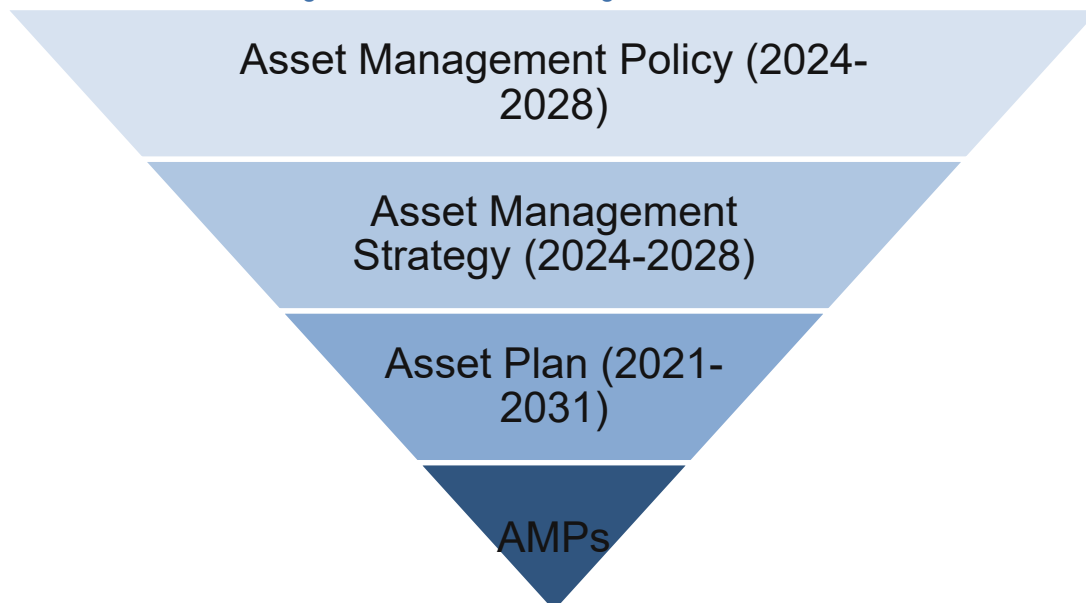 Asset Management Policy (2024-
2028)
Asset Management
Strategy (2024-2028)
Asset Plan (2021-
2031)
AMPs